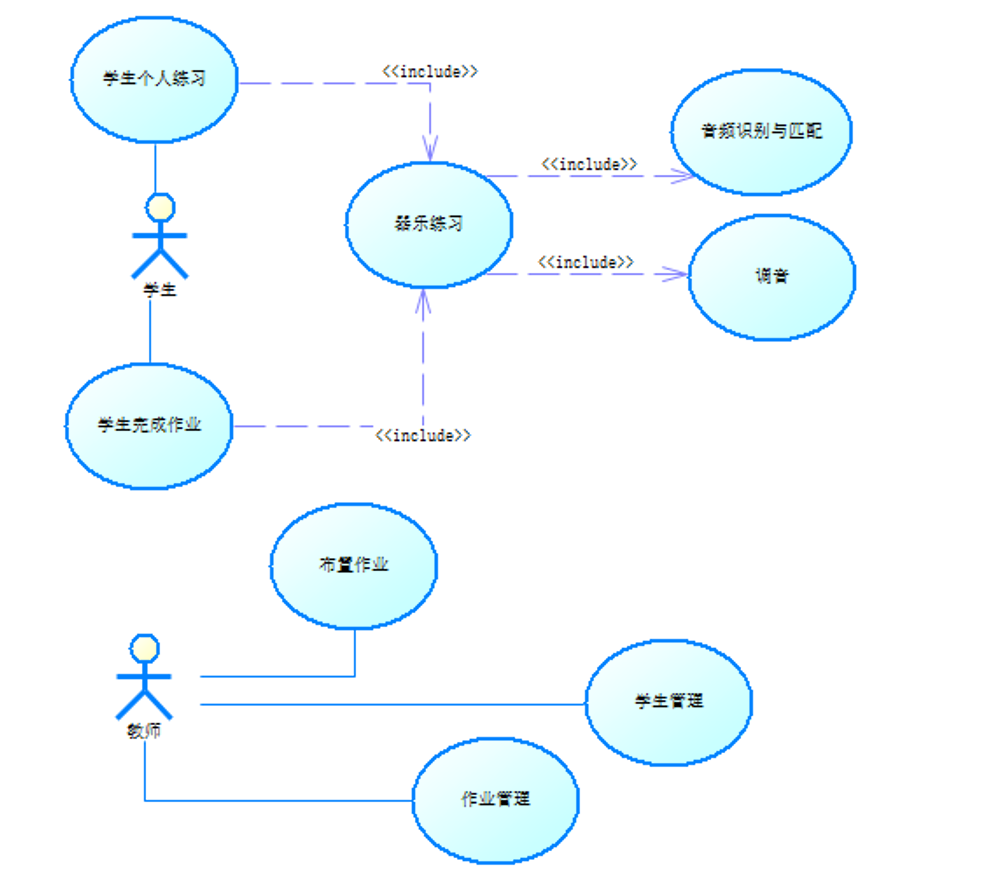 学生个人练习
<<include>>
音频识别与匹配
<<include>>
器乐练习
<<include>>
调音
学生
学生完成作业
<<include>>
布置作业
学生管理
教师
作业管理